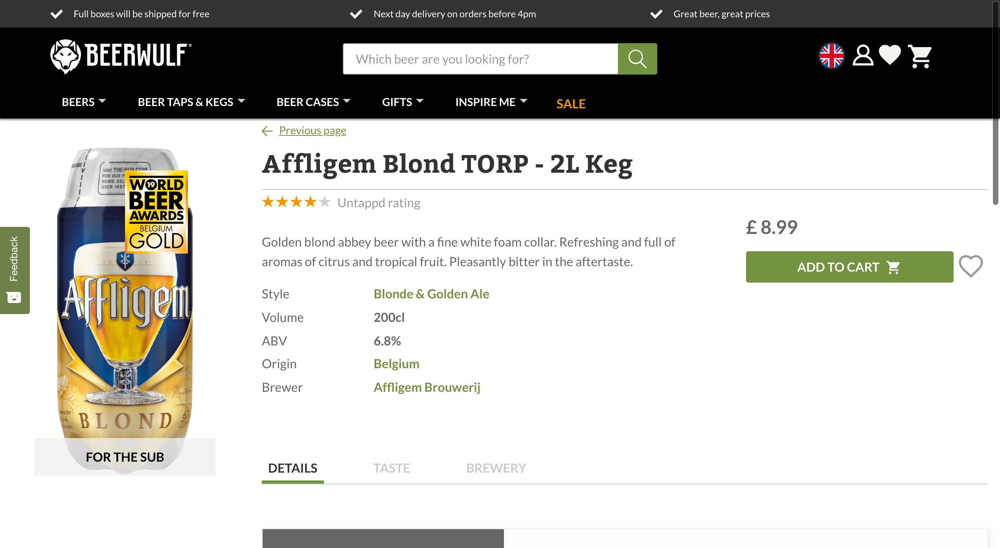 Full boxes will be shipped for free
Next day delivery on orders before 4pm
Great beer, great prices
BEERWULF®
Which beer are you looking for?
BEERS
BEER TAPS & KEGS
BEER CASES
GIFTS
INSPIRE ME
SALE
Previous page
Affligem Blond TORP - 2L Keg
Untappd rating
£ 8.99
Golden blond abbey beer with a fine white foam collar. Refreshing and full of
aromas of citrus and tropical fruit. Pleasantly bitter in the aftertaste.
ADD TO CART
Style
Blonde & Golden Ale
Volume
200cl
ABV
6.8%
Origin
Belgium
Brewer
Affligem Brouwerij
DETAILS
TASTE
BREWERY
Feedback
VISIT THE-SUB.COM
FOR OUR
HOME DEL
USER INST
WORLD
19
BEER
AWARDS
BELGIUM
GOLD
1074
Affligem
BLOND
FOR THE SUB